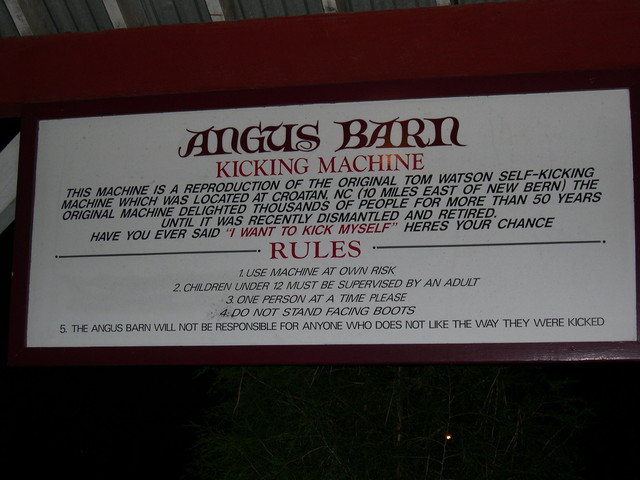 ANGUS BARN
KICKING MACHINE
THIS MACHINE IS A REPRODUCTION OF THE ORIGINAL TOM WATSON SELF-KICKING
MACHINE WHICH WAS LOCATED AT CROATAN, NC (10 MILES EAST OF NEW BERN) THE
ORIGINAL MACHINE DELIGHTED THOUSANDS OF PEOPLE FOR MORE THAN 50 YEARS
UNTIL IT WAS RECENTLY DISMANTLED AND RETIRED.
HAVE YOU EVER SAID "I WANT TO KICK MYSELF" HERES YOUR CHANCE
RULES
1. USE MACHINE AT OWN RISK
2. CHILDREN UNDER 12 MUST BE SUPERVISED BY AN ADULT
3. ONE PERSON AT A TIME PLEASE
4. DO NOT STAND FACING BOOTS
5. THE ANGUS BARN WILL NOT BE RESPONSIBLE FOR ANYONE WHO DOES NOT LIKE THE WAY THEY WERE KICKED